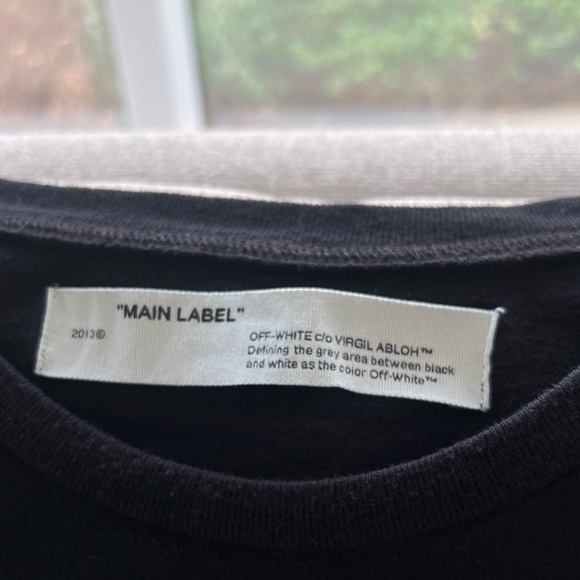 "MAIN LABEL"
2013©
OFF-WHITE c/o VIRGIL ABLOH™
Defining the grey area between black
and white as the color Off-White™